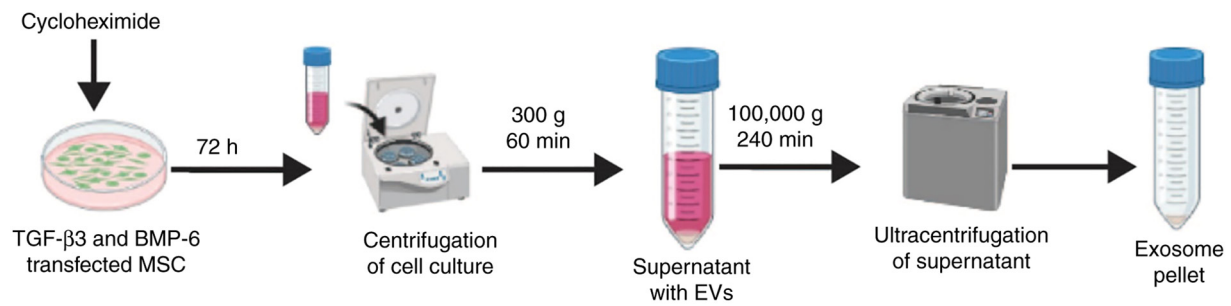 Cycloheximide
TGF-β3 and BMP-6
transfected MSC
72 h
Centrifugation
of cell culture
300 g
60 min
Supernatant
with EVs
100,000 g
240 min
Ultracentrifugation
of supernatant
Exosome
pellet